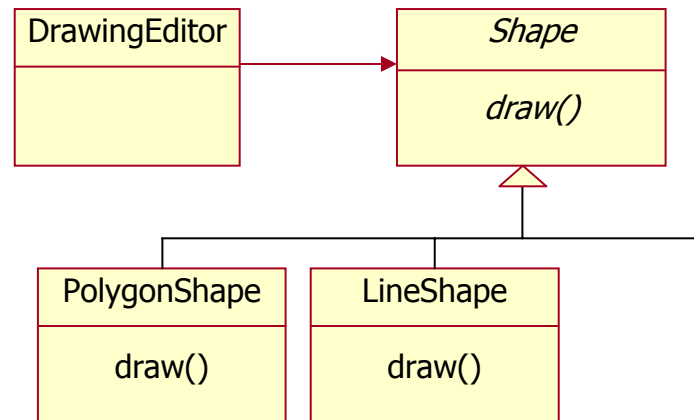 DrawingEditor
Shape
draw()
PolygonShape
draw()
LineShape
draw()